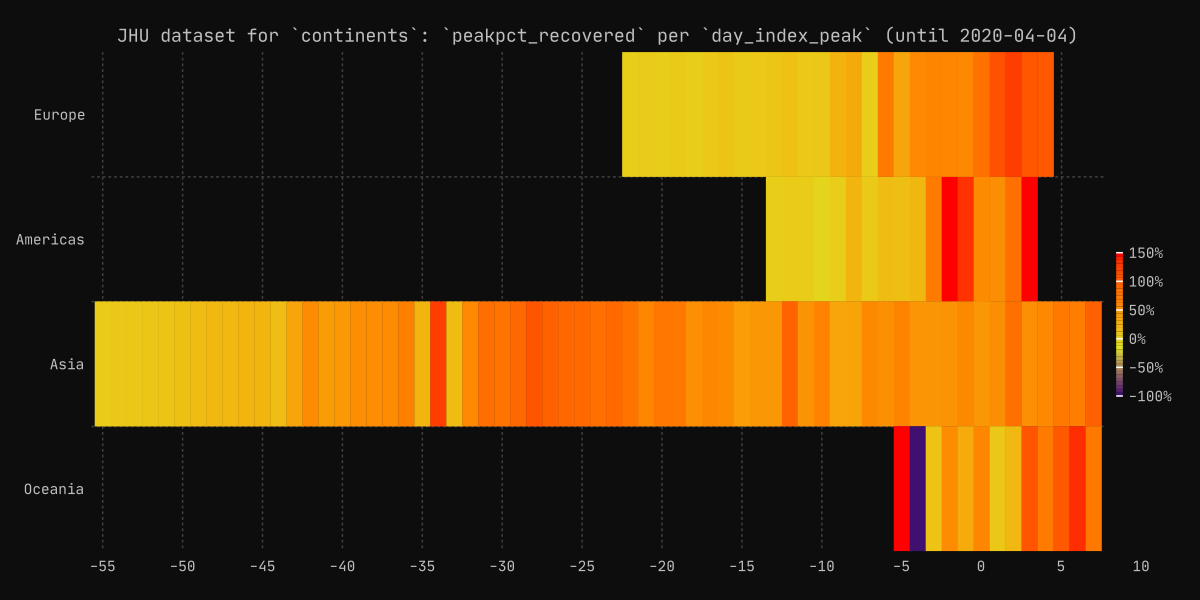 JHU dataset for `continents`: `peakpct_recovered` per `day_index_peak` (until 2020-04-04)
Europe
Americas
Asia
Oceania
150%
100%
50%
0%
-50%
-100%
-55 -50 -45 -40 -35 -30 -25 -20 -15 -10 -5 0 5 10